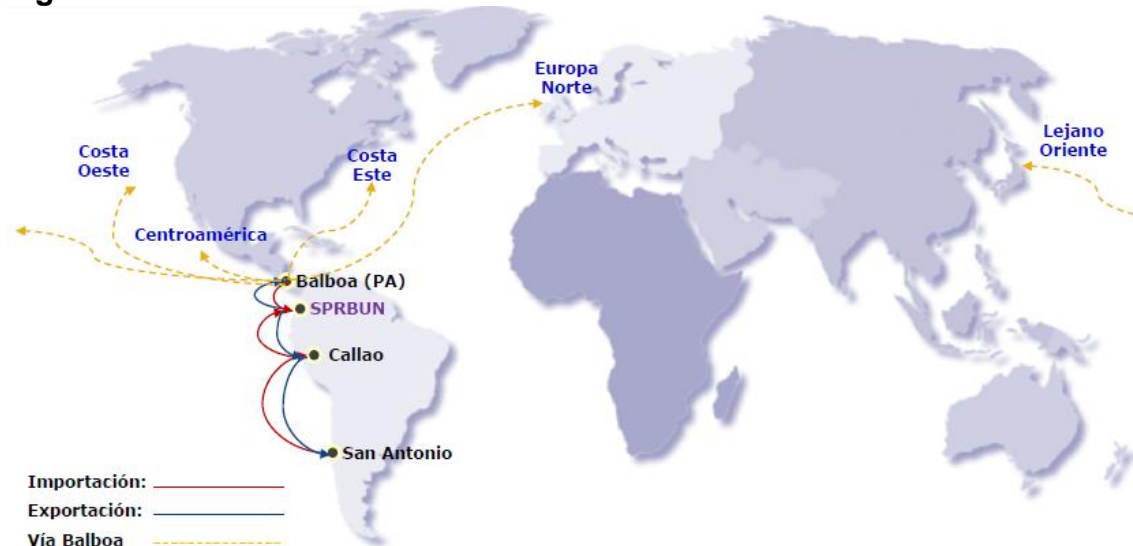 Europa
Norte
Lejano
Oriente
Costa
Oeste
Costa
Este
Centroamérica
Balboa (PA)
SPRBUN
Callao
San Antonio
Importación:
Exportación:
Vía Balboa